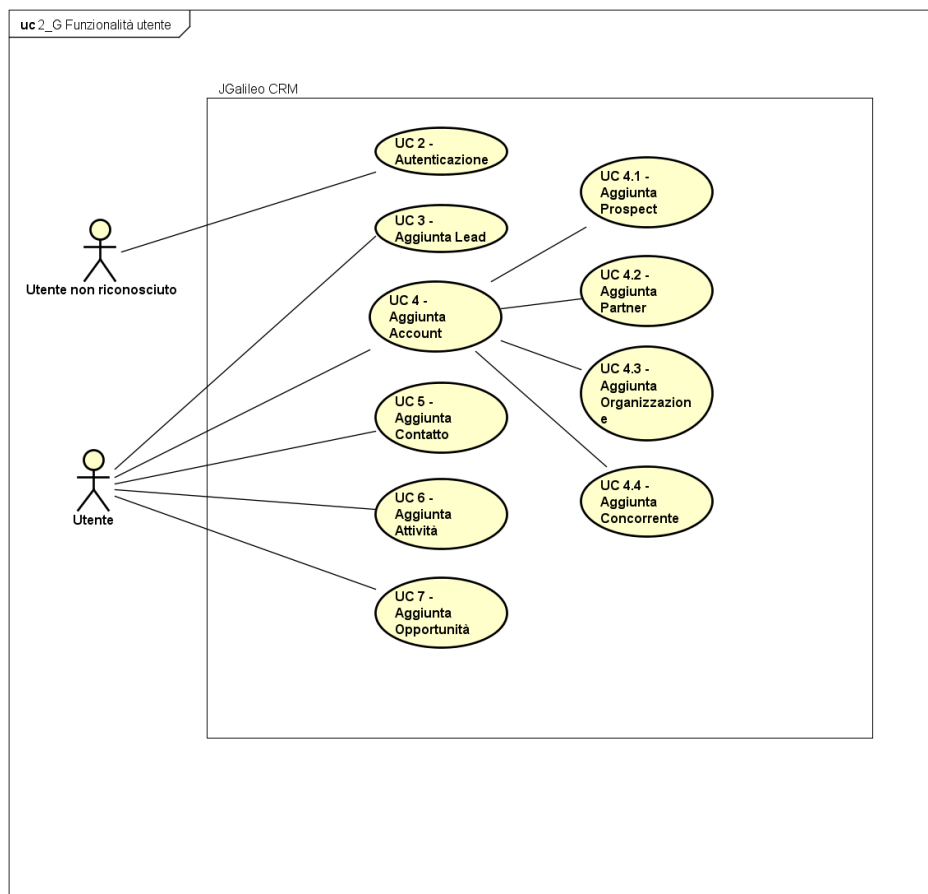 uc 2_G Funzionalità utente
JGalileo CRM
UC 2 -
Autenticazione
UC 3 -
Aggiunta Lead
UC 4 -
Aggiunta
Account
UC 5 -
Aggiunta
Contatto
UC 6 -
Aggiunta
Attività
UC 7 -
Aggiunta
Opportunità
UC 4.1 -
Aggiunta
Prospect
UC 4.2 -
Aggiunta
Partner
UC 4.3 -
Aggiunta
Organizzazion
e
UC 4.4 -
Aggiunta
Concorrente
Utente non riconosciuto
Utente